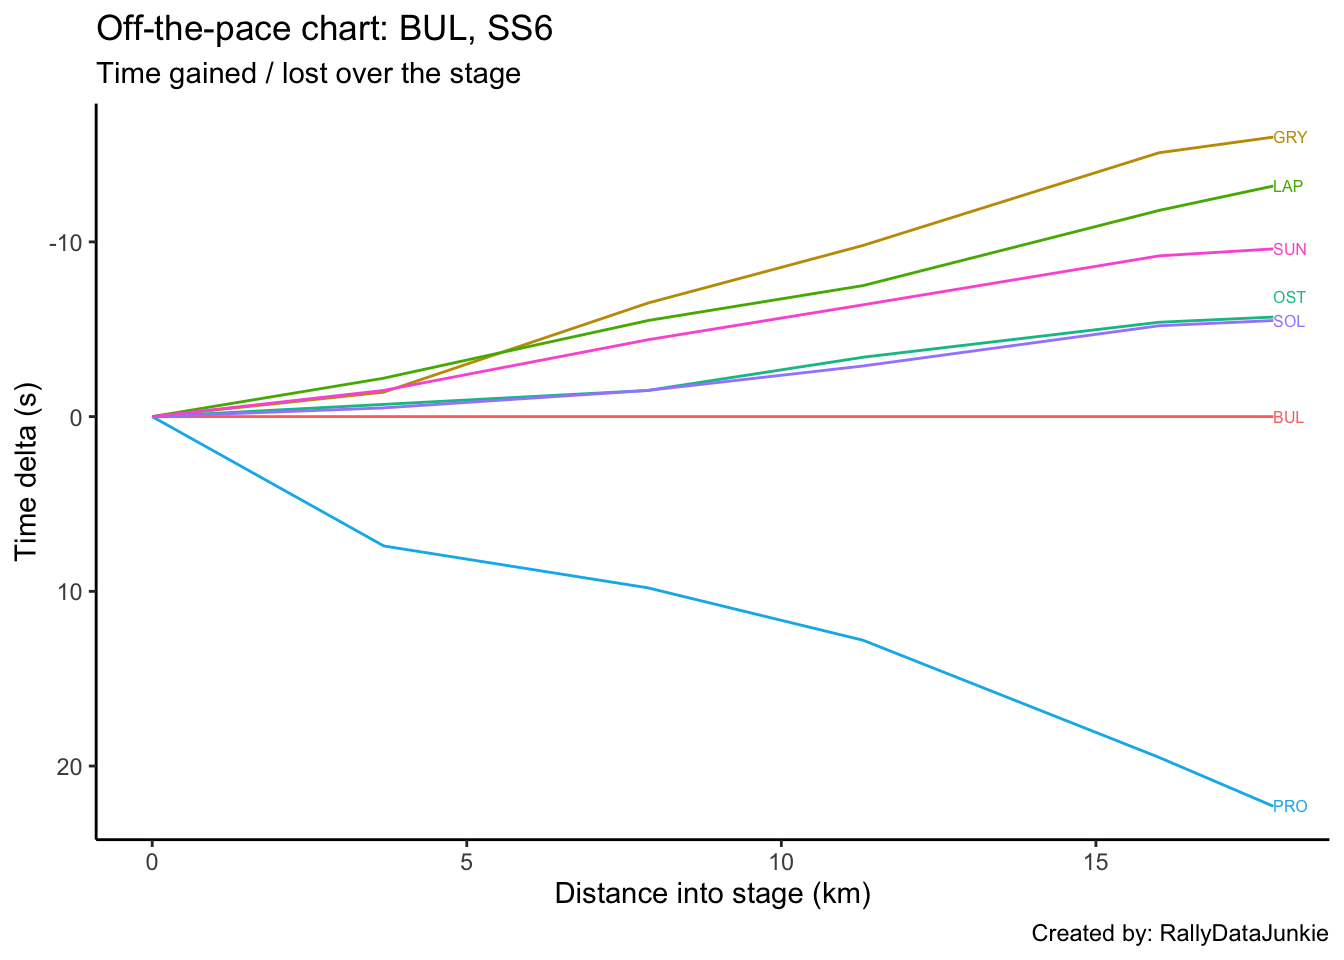 Off-the-pace chart: BUL, SS6
Time gained / lost over the stage
GRY
LAP
-10
SUN
OST
SOL
Time delta (s)
0
BUL
10
20
PRO
0 5 10 15
Distance into stage (km)
Created by: RallyDataJunkie